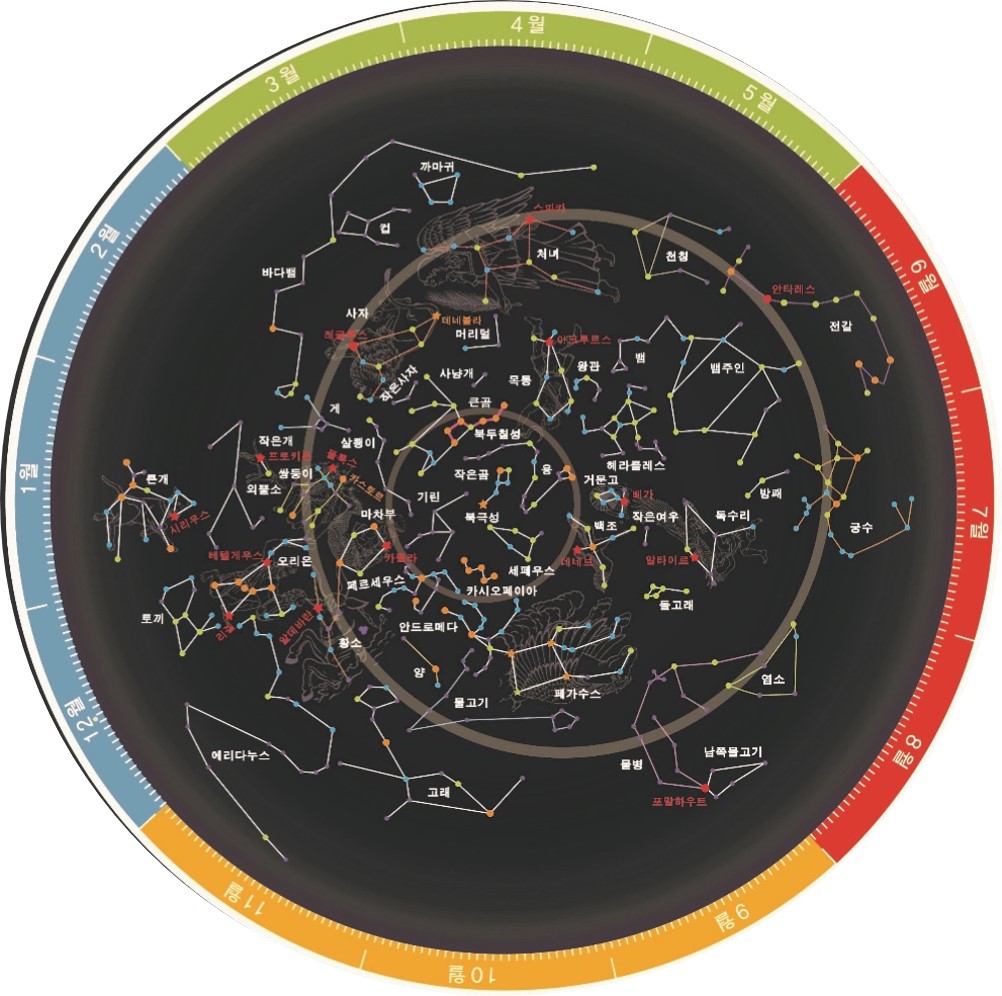 4월
3월
5월
2월
6월
1월
7월
12월
8월
11월
9월
10월
까마귀
스피카
컵
처녀
천칭
바다뱀
안타레스
사자
데네볼라
전갈
레굴루스
머리털
아크투루스
뱀
사냥개
왕관
뱀주인
작은사자
목동
게
큰곰
북두칠성
작은개
살쾡이
프로키온
폴룩스
헤라클레스
쌍둥이
작은곰
용
거문고
큰개
외뿔소
카스토르
기린
베가
방패
시리우스
마차부
북극성
작은여우
독수리
궁수
백조
베텔게우스
오리온
카펠라
데네브
알타이르
세페우스
페르세우스
카시오페이아
돌고래
토끼
리겔
알데바란
안드로메다
황소
양
염소
물고기
페가수스
에리다누스
물병
남쪽물고기
고래
포말하우트